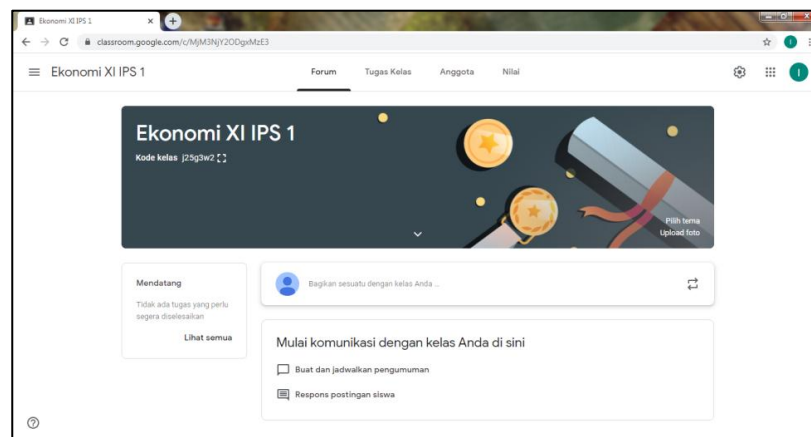 Ekonomi XI IPS 1
classroom.google.com/c/MjM3NjY2ODgxMzE3
Ekonomi XI IPS 1
Forum Tugas Kelas Anggota Nilai
I
I
Ekonomi XI IPS 1
Kode kelas j25g3w2
Pilih tema
Upload foto
Mendatang
Tidak ada tugas yang perlu
segera diselesaikan
Lihat semua
Bagikan sesuatu dengan kelas Anda ...
Mulai komunikasi dengan kelas Anda di sini
Buat dan jadwalkan pengumuman
Respons postingan siswa